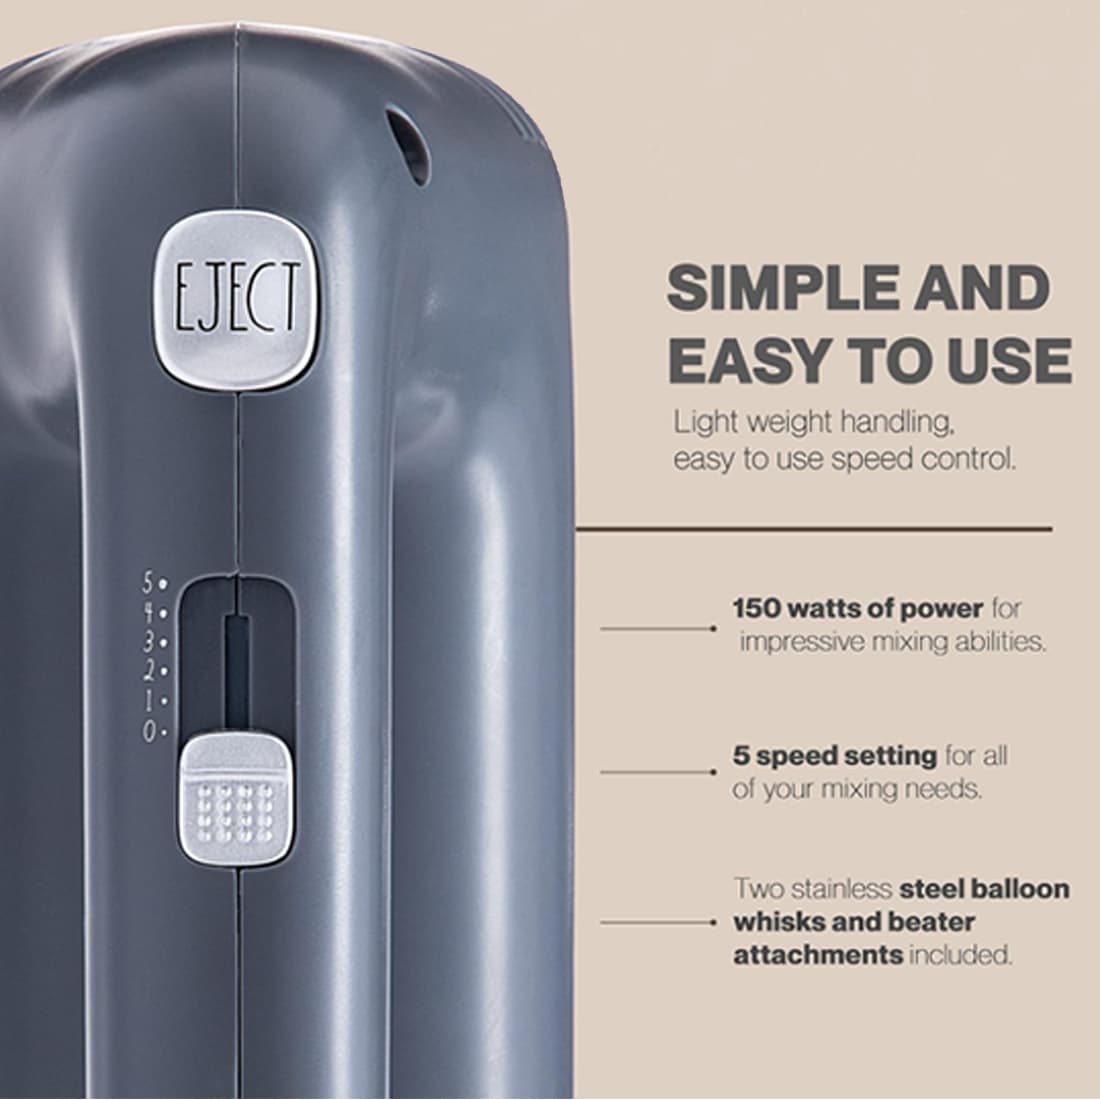 EJECT
5
4
3
2
1
0
SIMPLE AND
EASY TO USE
Light weight handling,
easy to use speed control.
150 watts of power for
impressive mixing abilities.
5 speed setting for all
of your mixing needs.
Two stainless steel balloon
whisks and beater
attachments included.